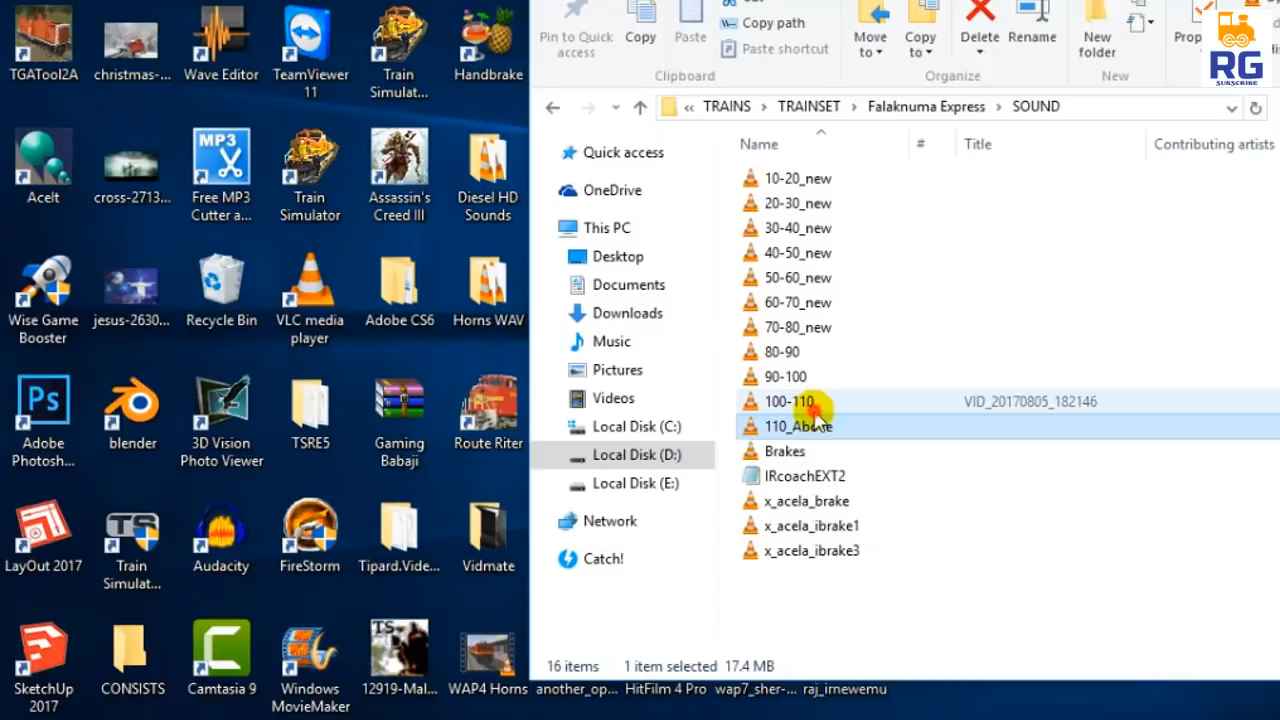 TGATool2A
christmas-...
Wave Editor
TeamViewer
11
Train
Simulat...
Handbrake
AceIt
cross-2713...
Free MP3
Cutter a...
Train
Simulator
Assassin's
Creed III
Diesel HD
Sounds
MP3
Wise Game
Booster
jesus-2630...
Recycle Bin
VLC media
player
Adobe CS6
Horns WAV
Ps
Adobe
Photosh...
blender
3D Vision
Photo Viewer
TSRE5
Gaming
Babaji
Route Riter
LayOut 2017
TS
Train
Simulat...
Audacity
FireStorm
Tipard.Vide...
Vidmate
SketchUp
2017
CONSISTS
Camtasia 9
Windows
MovieMaker
TS
12919-Mal...
WAP4 Horns
another_op...
HitFilm 4 Pro
wap7_sher-...
raj_irnewemu
Pin to Quick
access
Copy
Paste
Copy path
Paste shortcut
Clipboard
Move
to
Copy
to
Delete
Rename
Organize
New
folder
New
RG
SUBSCRIBE
« TRAINS > TRAINSET > Falaknuma Express > SOUND
Name # Title Contributing artists
Quick access
OneDrive
This PC
Desktop
Documents
Downloads
Music
Pictures
Videos
Local Disk (C:)
Local Disk (D:)
Local Disk (E:)
Network
Catch!
10-20_new
20-30_new
30-40_new
40-50_new
50-60_new
60-70_new
70-80_new
80-90
90-100
100-110 VID_20170805_182146
110_Above
Brakes
IRcoachEXT2
x_acela_brake
x_acela_ibrake1
x_acela_ibrake3
16 items 1 item selected 17.4 MB